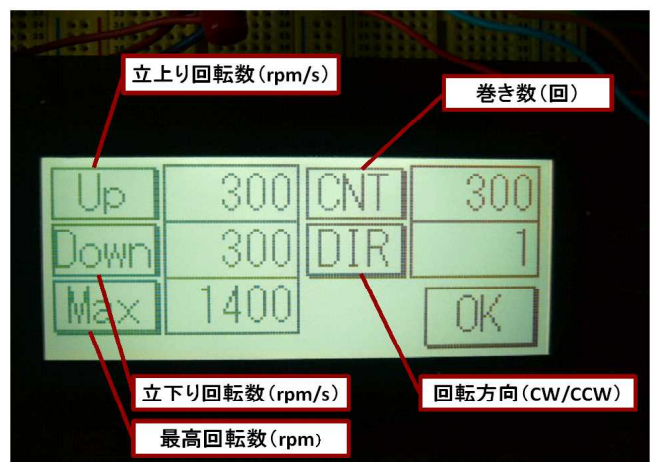 立上り回転数(rpm/s)
巻き数(回)
Up 300 CNT 300
Down 300 DIR 1
Max 1400 OK
立下り回転数(rpm/s)
回転方向(CW/CCW)
最高回転数(rpm)